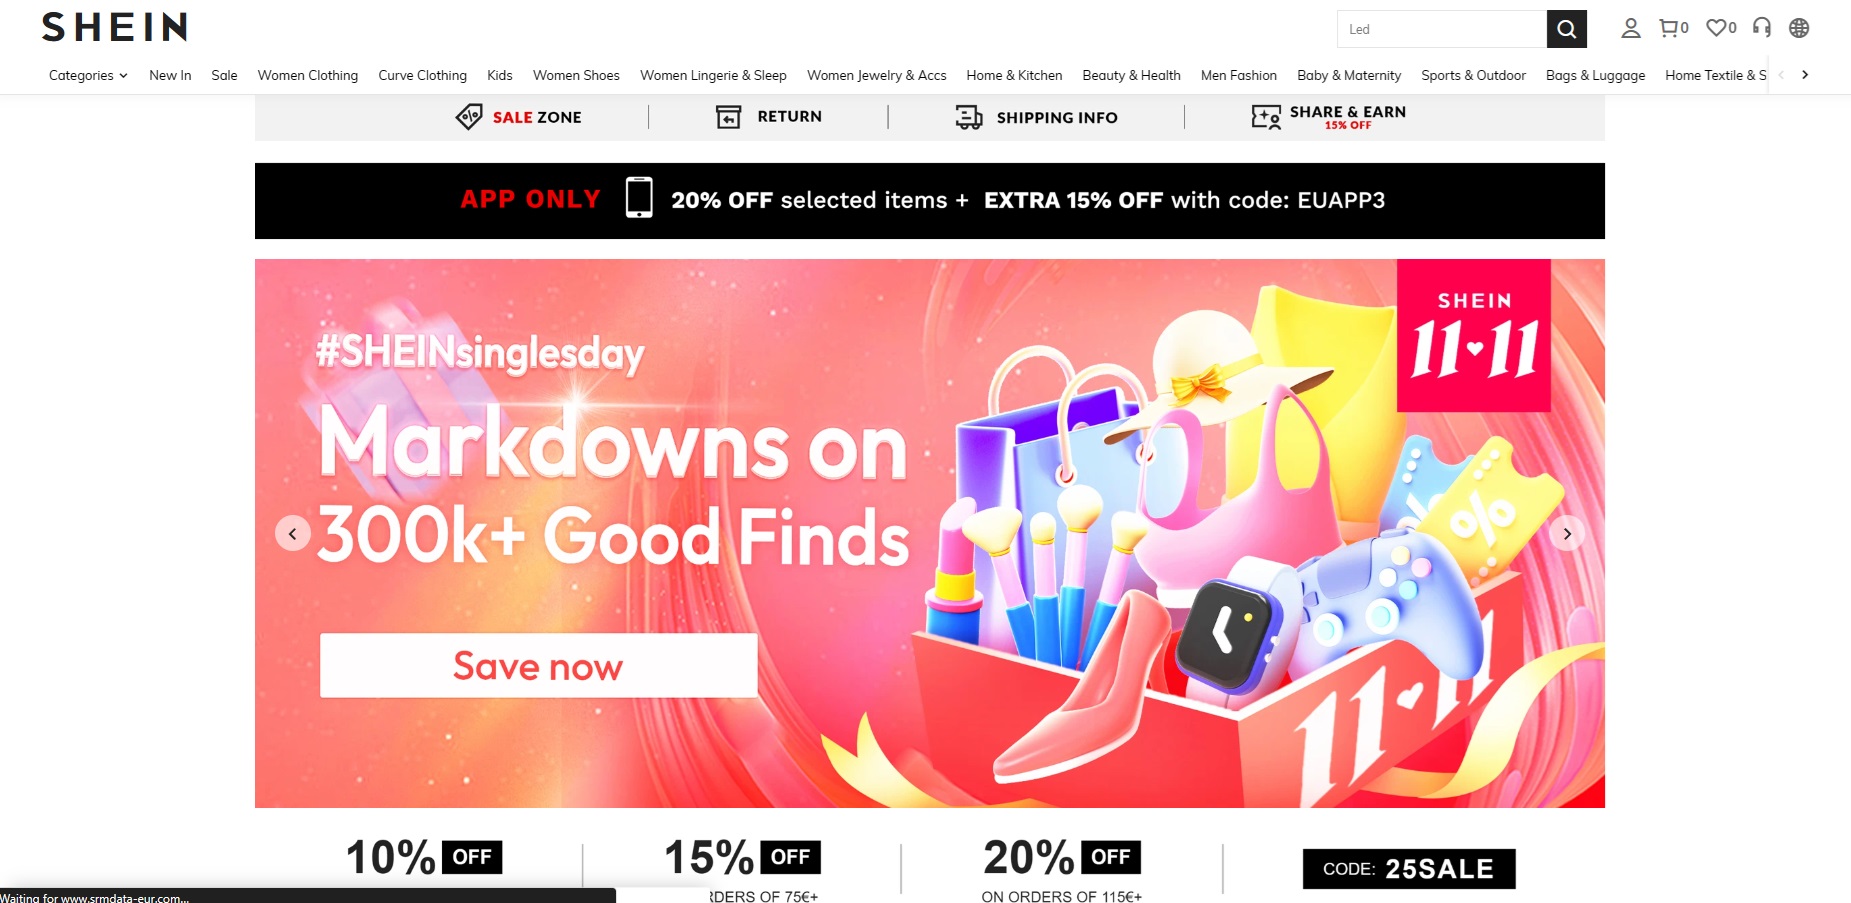 SHEIN
Led
0
0
Categories
New In
Sale
Women Clothing
Curve Clothing
Kids
Women Shoes
Women Lingerie & Sleep
Women Jewelry & Accs
Home & Kitchen
Beauty & Health
Men Fashion
Baby & Maternity
Sports & Outdoor
Bags & Luggage
Home Textile & S
SALE ZONE
RETURN
SHIPPING INFO
SHARE & EARN
15% OFF
APP ONLY
20% OFF selected items + EXTRA 15% OFF with code: EUAPP3
#SHEINsinglesday
Markdowns on
300k+ Good Finds
Save now
SHEIN
11 11
%
%
11 11
10% OFF
15% OFF
RDERS OF 75€+
20% OFF
ON ORDERS OF 115€+
CODE: 25SALE
Waiting for www.srmdata-eur.com...